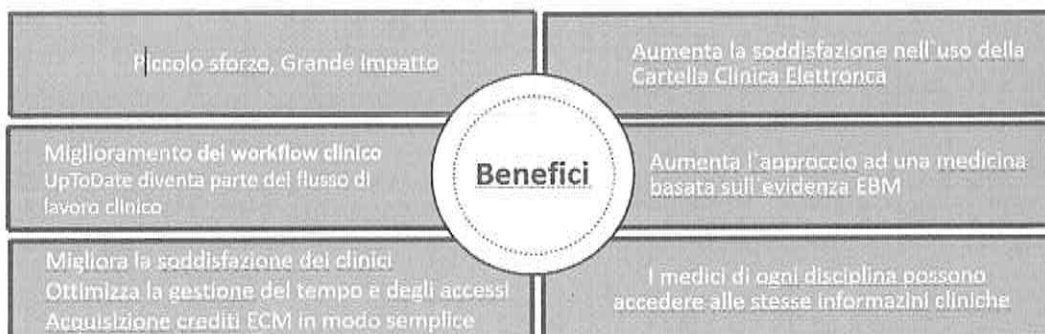 Piccolo sforzo, Grande Impatto
Aumenta la soddisfazione nell`uso della
Cartella Clinica Elettronca
Miglioramento del workflow clinico
UpToDate diventa parte del flusso di
lavoro clinico
Benefici
Aumenta l`approccio ad una medicina
basata sull`evidenza EBM
Migliora la soddisfazione dei clinici
Ottimizza la gestione del tempo e degli accessi
Acquisizione crediti ECM in modo semplice
I medici di ogni disciplina possono
accedere alle stesse informazini cliniche